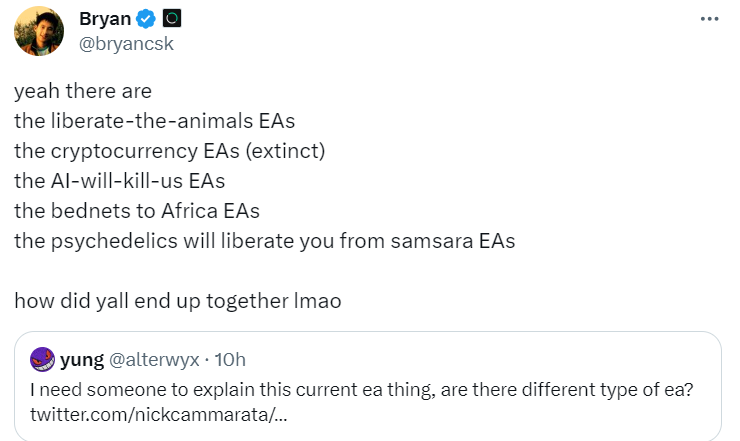 Bryan
@bryancsk
yeah there are
the liberate-the-animals EAs
the cryptocurrency EAs (extinct)
the AI-will-kill-us EAs
the bednets to Africa EAs
the psychedelics will liberate you from samsara EAs
how did yall end up together lmao
yung @alterwyx · 10h
I need someone to explain this current ea thing, are there different type of ea?
twitter.com/nickcammarata/...